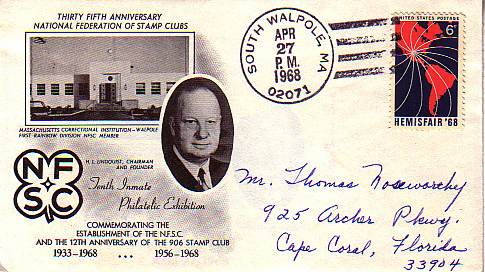 THIRTY FIFTH ANNIVERSARY
NATIONAL FEDERATION OF STAMP CLUBS
MASSACHUSETTS CORRECTIONAL INSTITUTION-WALPOLE
FIRST RAINBOW DIVISION NFSC MEMBER
NF
SC
H. L. LINDQUIST, CHAIRMAN
AND FOUNDER
Tenth Inmate
Philatelic Exhibition
COMMEMORATING THE
ESTABLISHMENT OF THE N.F.S.C.
AND THE 12TH ANNIVERSARY OF THE 906 STAMP CLUB
1933-1968 ... 1956-1968
SOUTH WALPOLE, MA
APR
27
P.M.
1968
02071
UNITED STATES POSTAGE
6¢
HEMISFAIR '68
Mr. Thomas Noseworthy
925 Archer Pkwy.
Cape Coral, Florida
33904